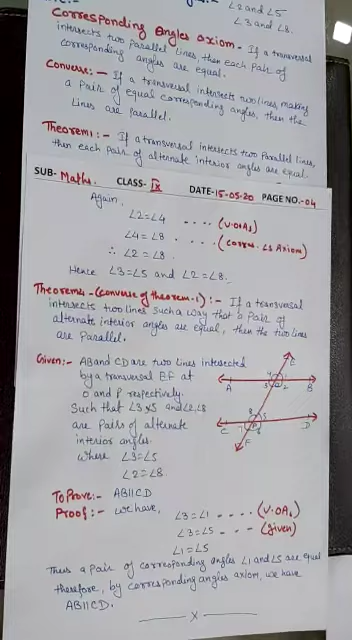 ∠2 and ∠5
∠3 and ∠8.
Corresponding Angles axiom - If a transversal
intersects two parallel lines, then each pair of
corresponding angles are equal.
Converse:- If a transversal intersects two lines, making
a pair of equal corresponding angles, then the
lines are parallel.
Theorem1:- If a transversal intersects two parallel lines,
then each pair of alternate interior angles are equal.
SUB- Maths. CLASS- IX DATE-15-05-20 PAGE NO.-04
Again,
∠2=∠4 .... (V.O.As)
∠4=∠8 .... (corres. ∠s Axiom)
∴ ∠2=∠8.
Hence ∠3=∠5 and ∠2=∠8.
(converse of theorem-1) :- If a transversal
intersects two lines such a way that a pair of
alternate interior angles are equal, then the two lines
are parallel.
Given:- AB and CD are two lines intersected
by a transversal EF at
O and P respectively.
Such that ∠3 ∠5 and ∠2 ∠8
are pairs of alternate
interior angles.
where ∠3=∠5
∠2=∠8.
E
A B
C D
F
To Prove:- AB||CD
Proof:- we have,
∠3=∠1 .... (V.O.As)
∠3=∠5 .... (given)
∠1=∠5
Thus a pair of corresponding angles ∠1 and ∠5 are equal
therefore, by corresponding angles axiom, we have
AB||CD.
x